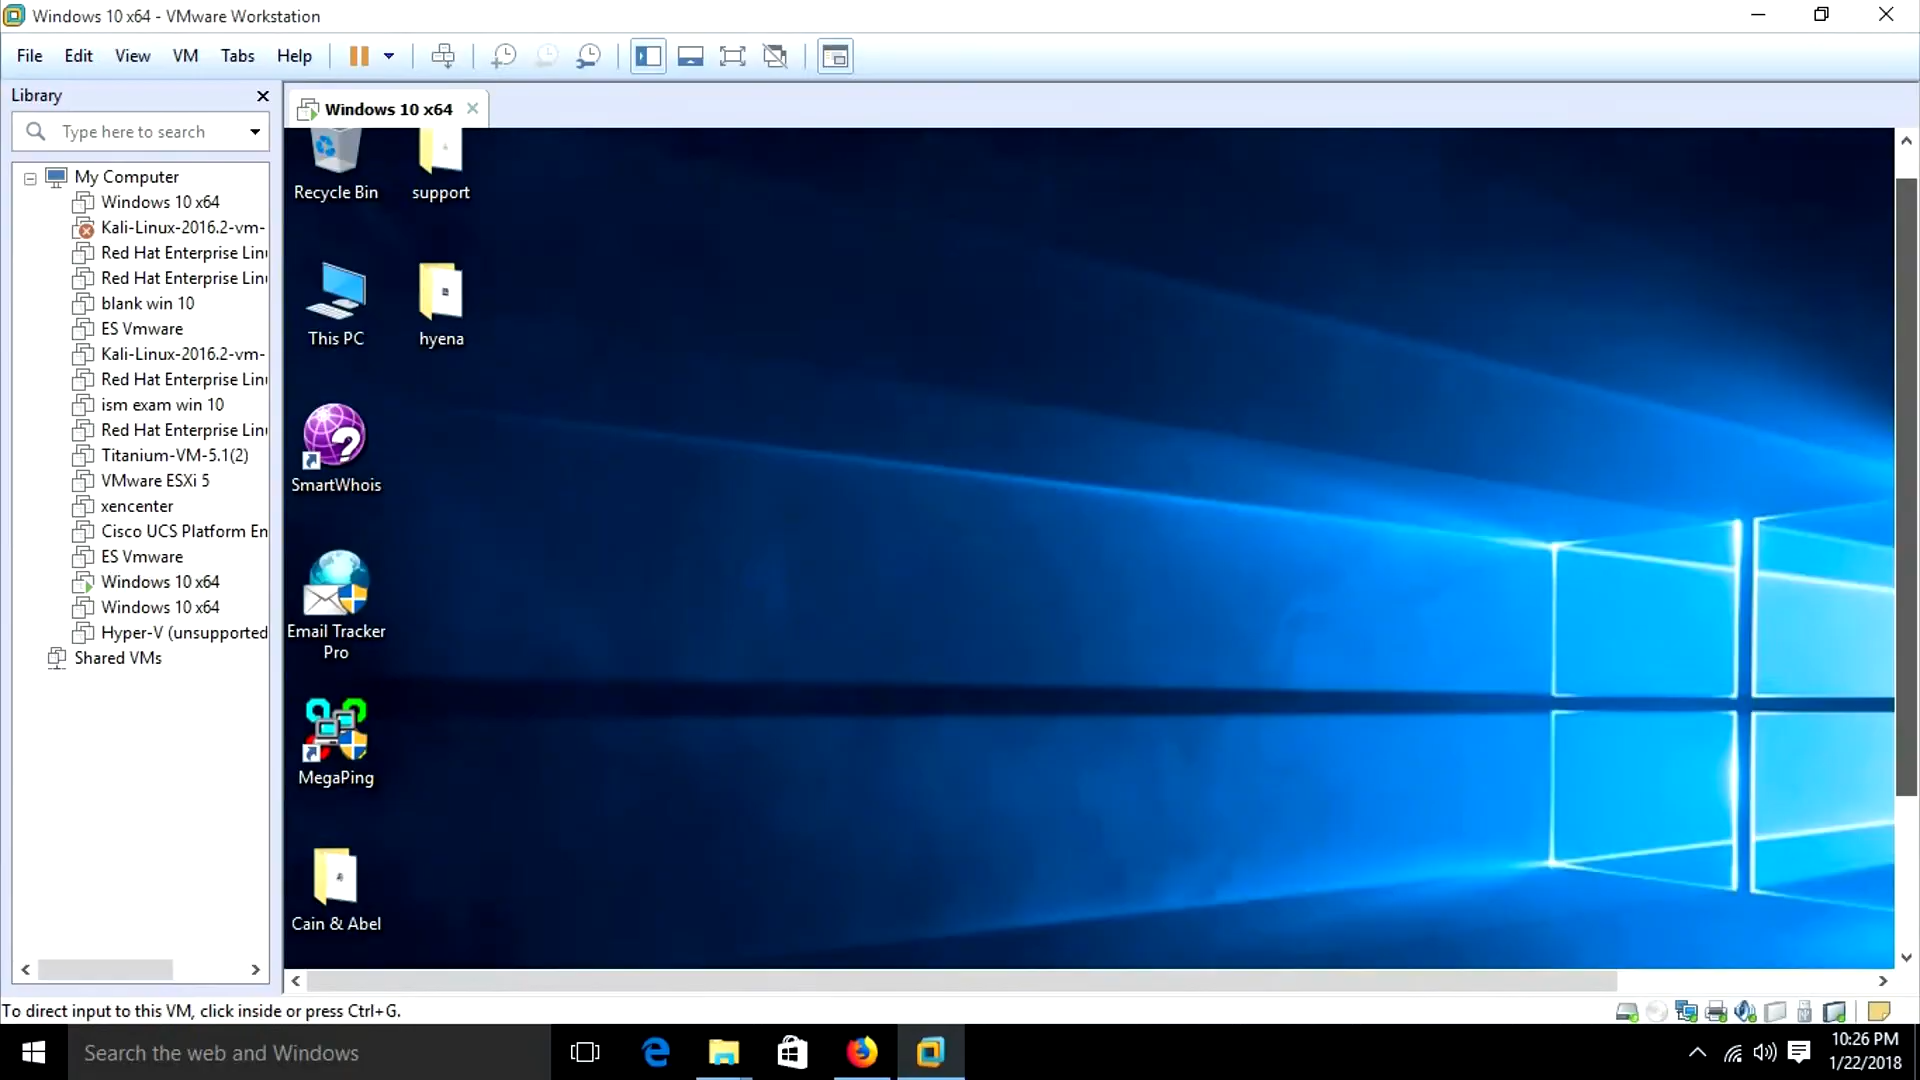 Windows 10 x64 - VMware Workstation
File Edit View VM Tabs Help
Library
Type here to search
My Computer
Windows 10 x64
Kali-Linux-2016.2-vm-
Red Hat Enterprise Lin
Red Hat Enterprise Lin
blank win 10
ES Vmware
Kali-Linux-2016.2-vm-
Red Hat Enterprise Lin
ism exam win 10
Red Hat Enterprise Lin
Titanium-VM-5.1(2)
VMware ESXi 5
xencenter
Cisco UCS Platform En
ES Vmware
Windows 10 x64
Windows 10 x64
Hyper-V (unsupported
Shared VMs
Windows 10 x64
Recycle Bin support
This PC hyena
SmartWhois
Email Tracker
Pro
MegaPing
Cain & Abel
To direct input to this VM, click inside or press Ctrl+G.
Search the web and Windows
10:26 PM
1/22/2018